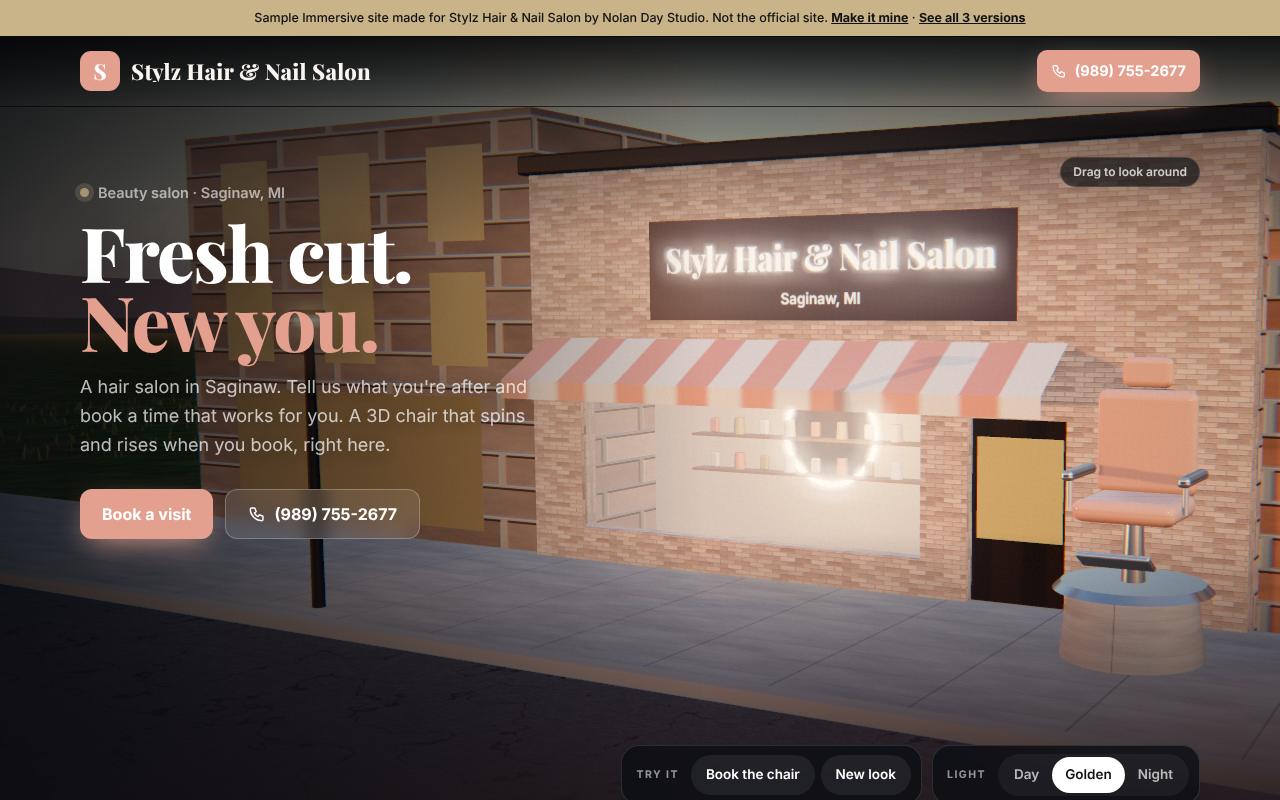 Sample Immersive site made for Stylz Hair & Nail Salon by Nolan Day Studio. Not the official site. Make it mine · See all 3 versions
S Stylz Hair & Nail Salon
(989) 755-2677
Drag to look around
Beauty salon · Saginaw, MI
Fresh cut.
New you.
Stylz Hair & Nail Salon
Saginaw, MI
A hair salon in Saginaw. Tell us what you're after and
book a time that works for you. A 3D chair that spins
and rises when you book, right here.
Book a visit
(989) 755-2677
TRY IT Book the chair New look
LIGHT Day Golden Night